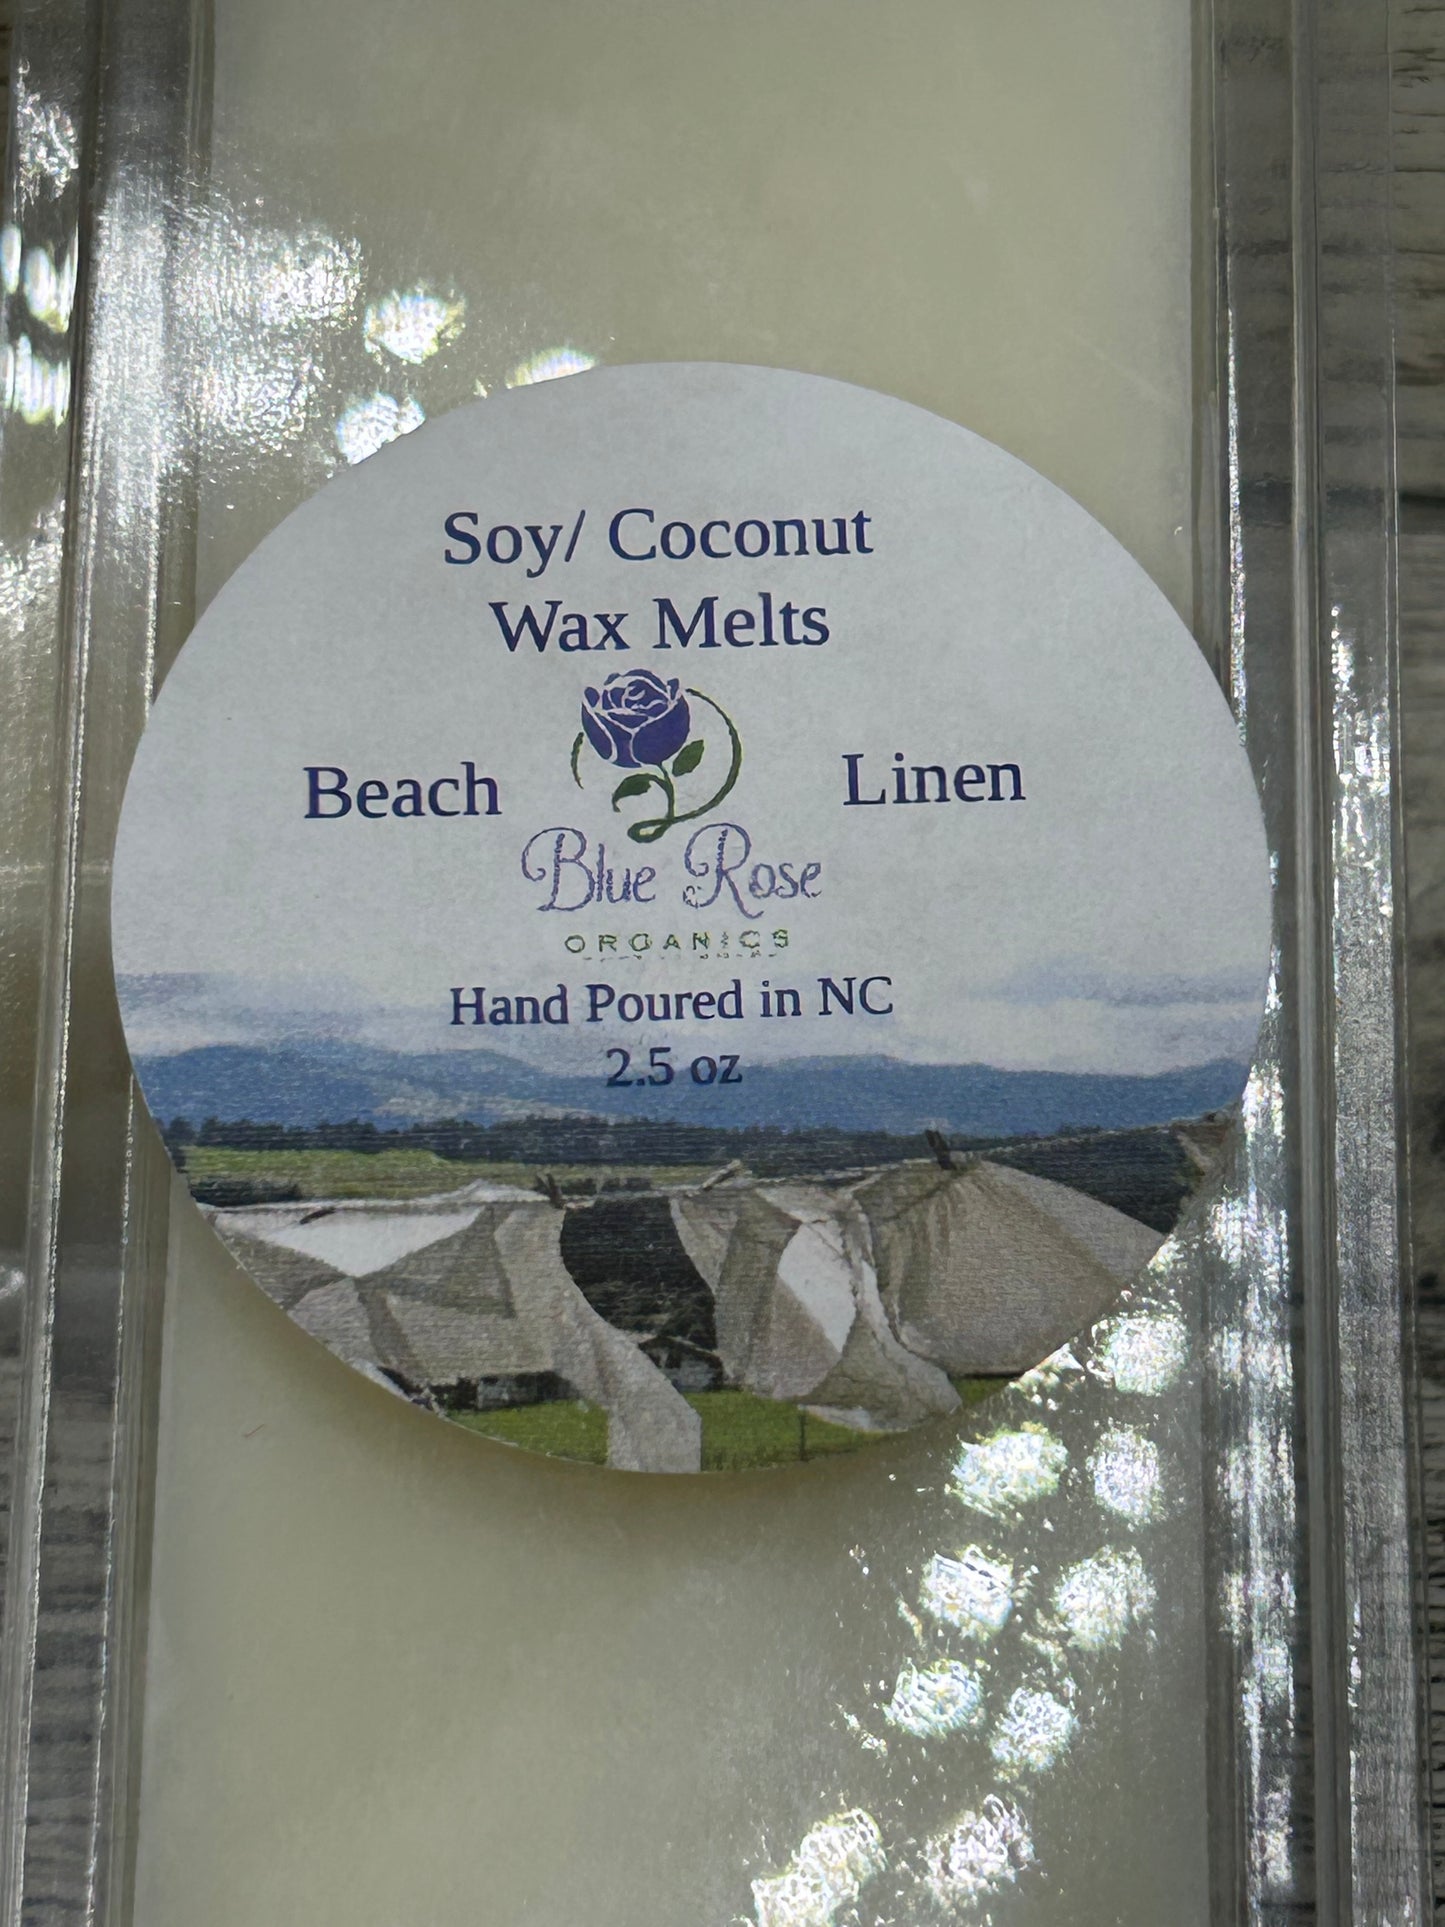 Soy/ Coconut
Wax Melts
Beach Linen
Blue Rose
ORGANICS
Hand Poured in NC
2.5 oz